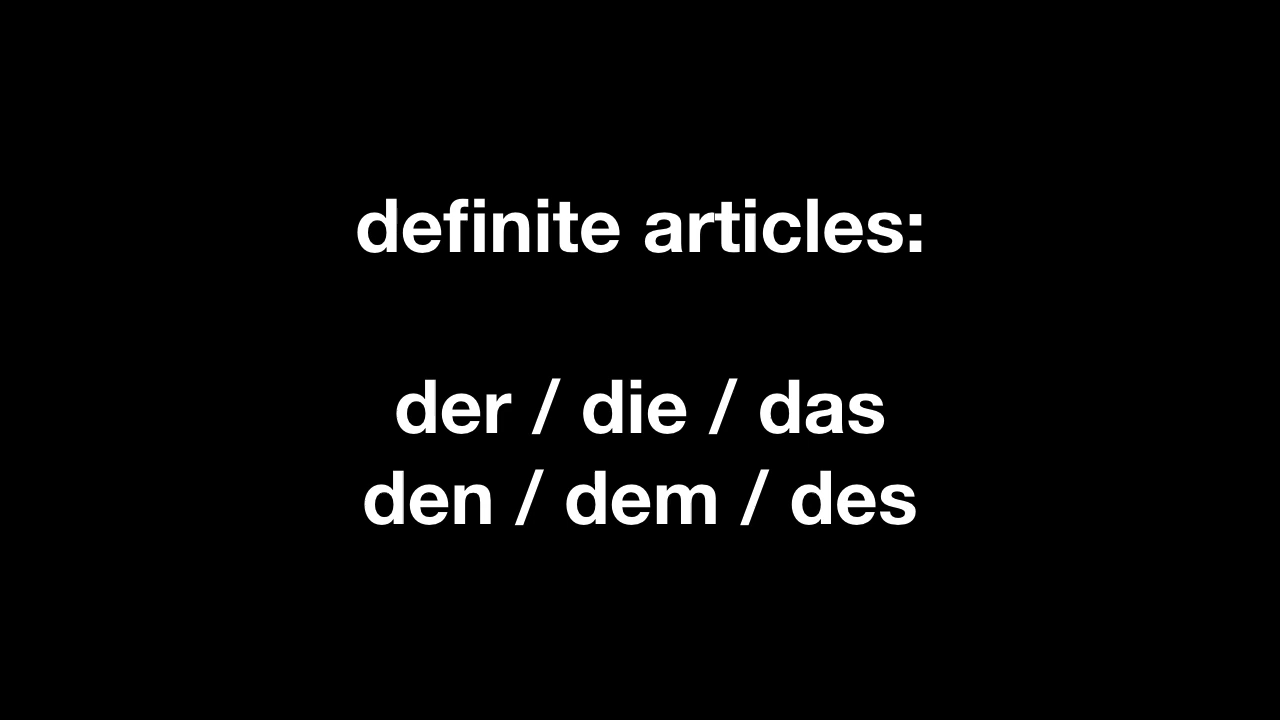 definite articles:
der / die / das
den / dem / des